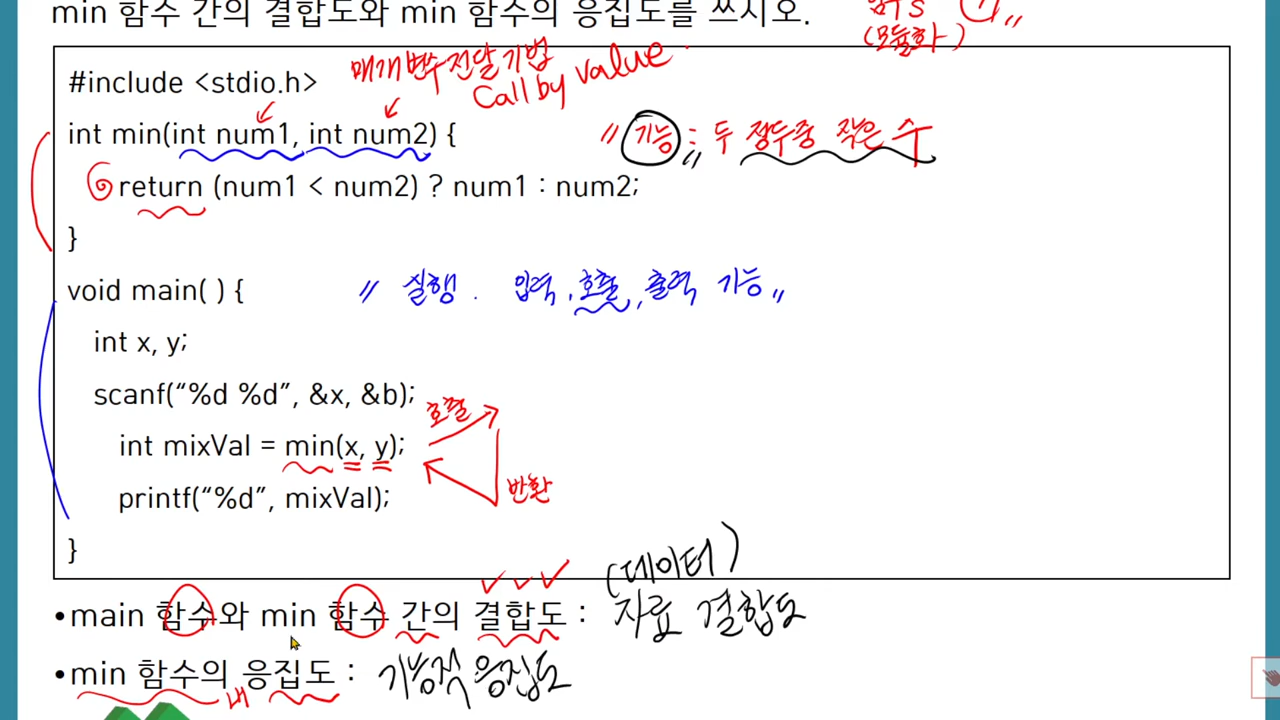 min 함수 간의 결합도와 min 함수의 응집도를 쓰시오.
(모듈화)
매개변수전달기법
Call by value
#include <stdio.h>
int min(int num1, int num2) {
" 기능 : 두 정두중 작은 수 "
return (num1 < num2) ? num1 : num2;
}
void main( ) {
// 실행. 입력, 호출, 출력 기능 "
int x, y;
scanf("%d %d", &x, &b);
호출
int mixVal = min(x, y);
반환
printf("%d", mixVal);
}
(데이터)
•main 함수와 min 함수 간의 결합도 : 자료 결합도
•min 함수의 응집도 : 기능적 응집도
내